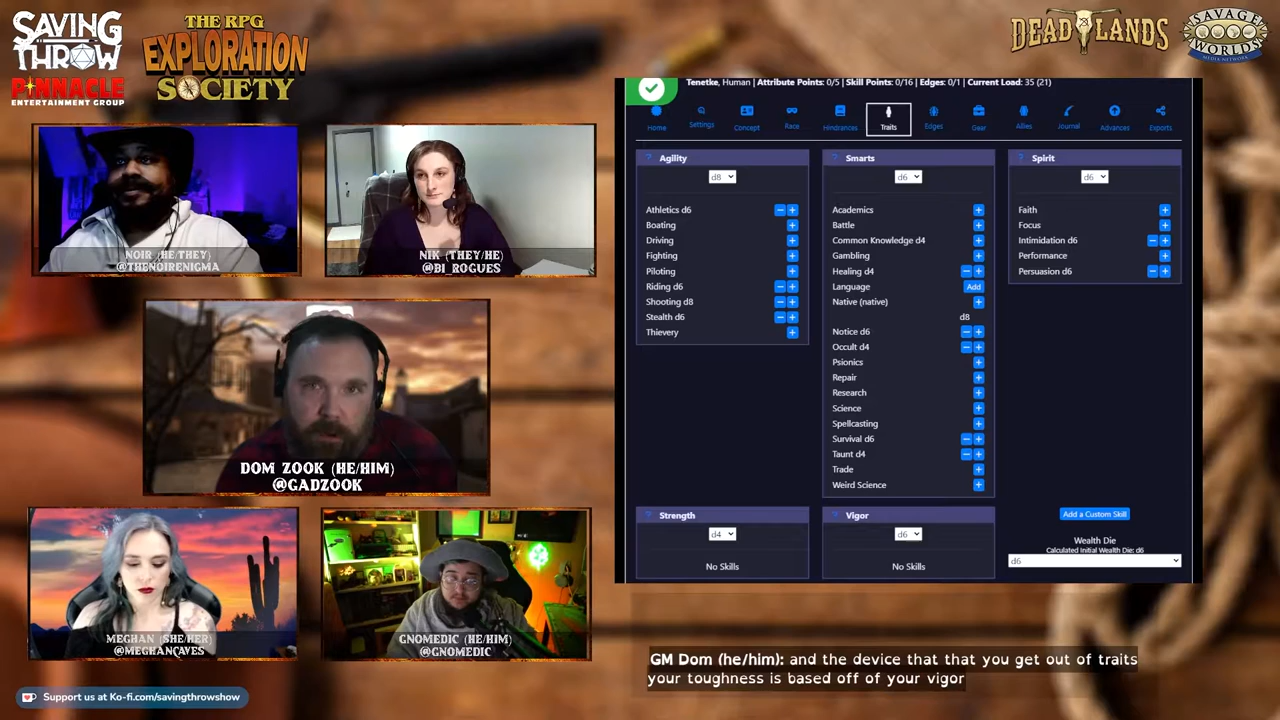 SAVING
THROW
PINNACLE
ENTERTAINMENT GROUP
THE RPG
EXPLORATION
SOCIETY
DEADLANDS
SAVAGE
WORLDS
MEDIA NETWORK
Tenetke, Human | Attribute Points: 0/5 | Skill Points: 0/16 | Edges: 0/1 | Current Load: 35 (21)
Home Settings Concept Race Hindrances Traits Edges Gear Allies Journal Advances Exports
? Agility
d8
Athletics d6
Boating
Driving
Fighting
Piloting
Riding d6
Shooting d8
Stealth d6
Thievery
? Smarts
d6
Academics
Battle
Common Knowledge d4
Gambling
Healing d4
Language Add
Native (native)
d8
Notice d6
Occult d4
Psionics
Repair
Research
Science
Spellcasting
Survival d6
Taunt d4
Trade
Weird Science
? Spirit
d6
Faith
Focus
Intimidation d6
Performance
Persuasion d6
? Strength
d4
No Skills
? Vigor
d6
No Skills
Add a Custom Skill
Wealth Die
Calculated Initial Wealth Die: d6
d6
NOIR (HE/THEY)
@THENOIRENIGMA
NIK (THEY/HE)
@BI_ROGUES
DOM ZOOK (HE/HIM)
@GADZOOK
MEGHAN (SHE/HER)
@MEGHANCAVES
GNOMEDIC (HE/HIM)
@GNOMEDIC
GM Dom (he/him): and the device that that you get out of traits
your toughness is based off of your vigor
Support us at Ko-fi.com/savingthrowshow